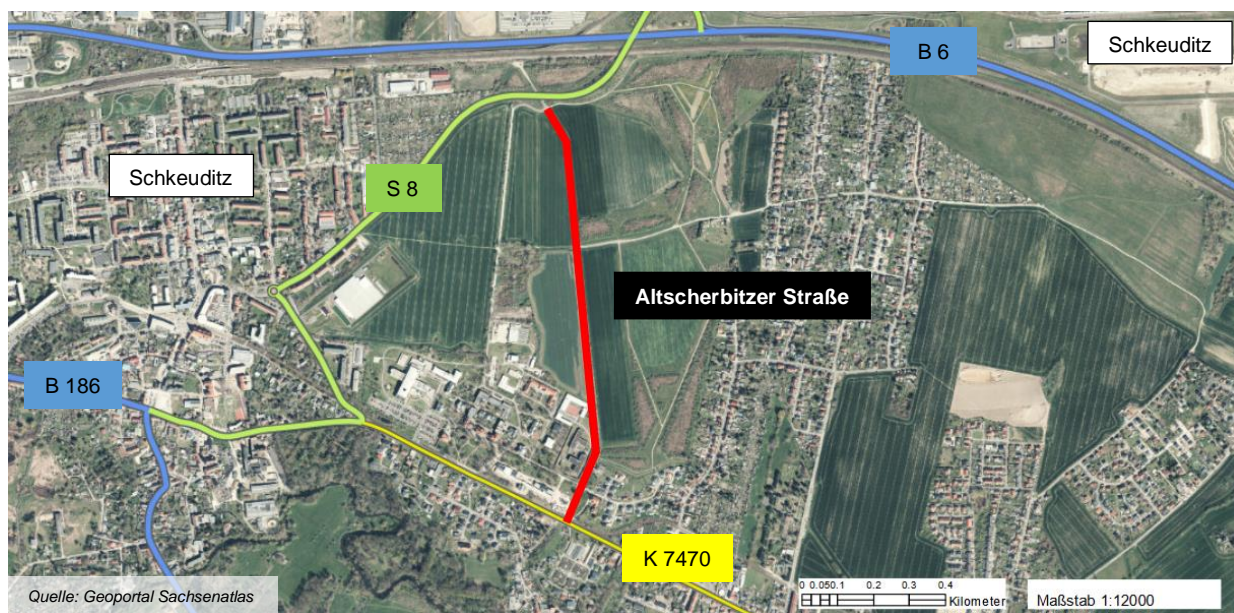 B 6
Schkeuditz
Schkeuditz
S 8
Altscherbitzer Straße
B 186
K 7470
Quelle: Geoportal Sachsenatlas
0 0.050.1 0.2 0.3 0.4
Kilometer
Maßstab 1:12000